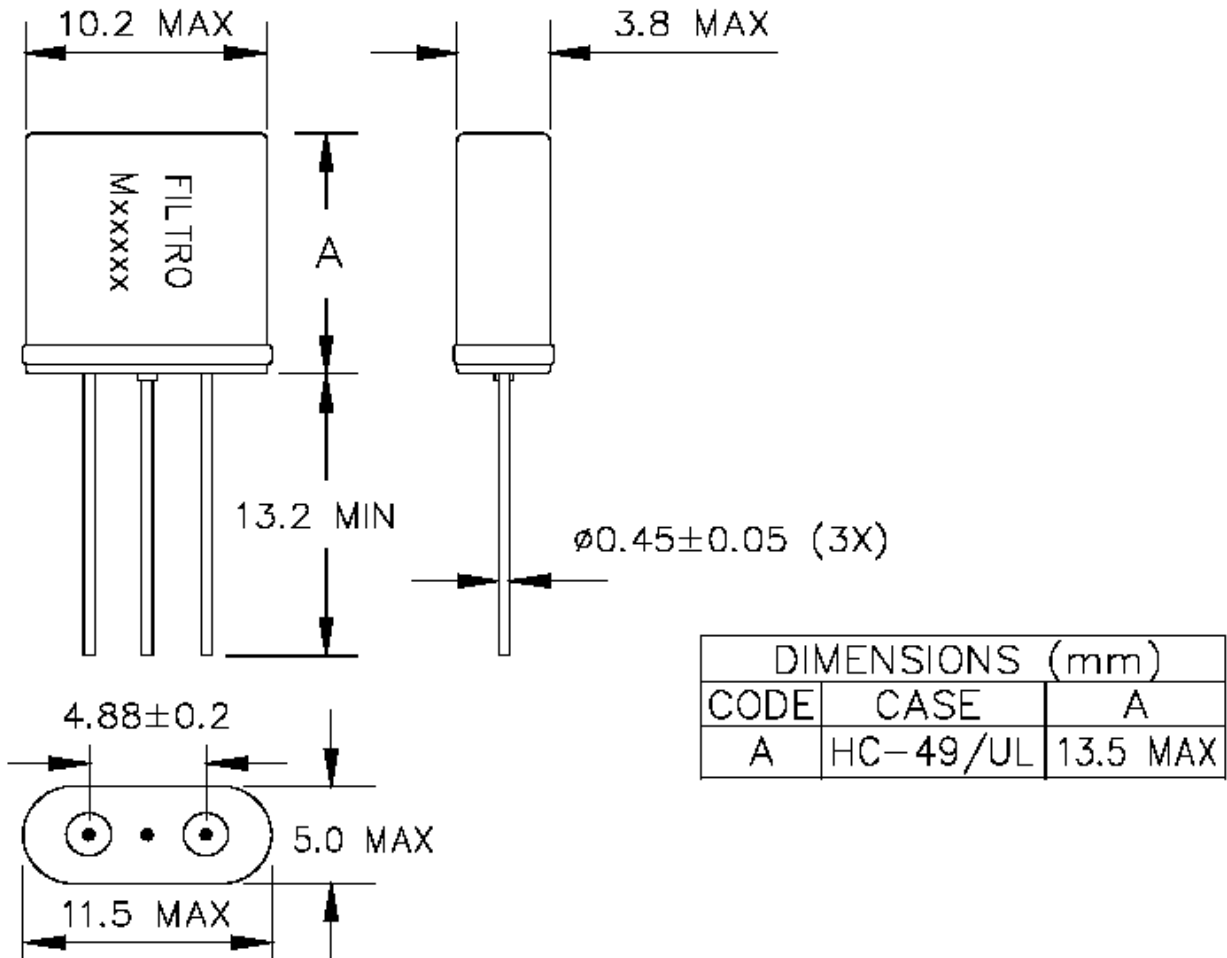 10.2 MAX
3.8 MAX
FILTRO
Mxxxxx
A
13.2 MIN
ø0.45±0.05 (3X)
4.88±0.2
5.0 MAX
11.5 MAX
DIMENSIONS (mm)
CODE CASE A
A HC-49/UL 13.5 MAX